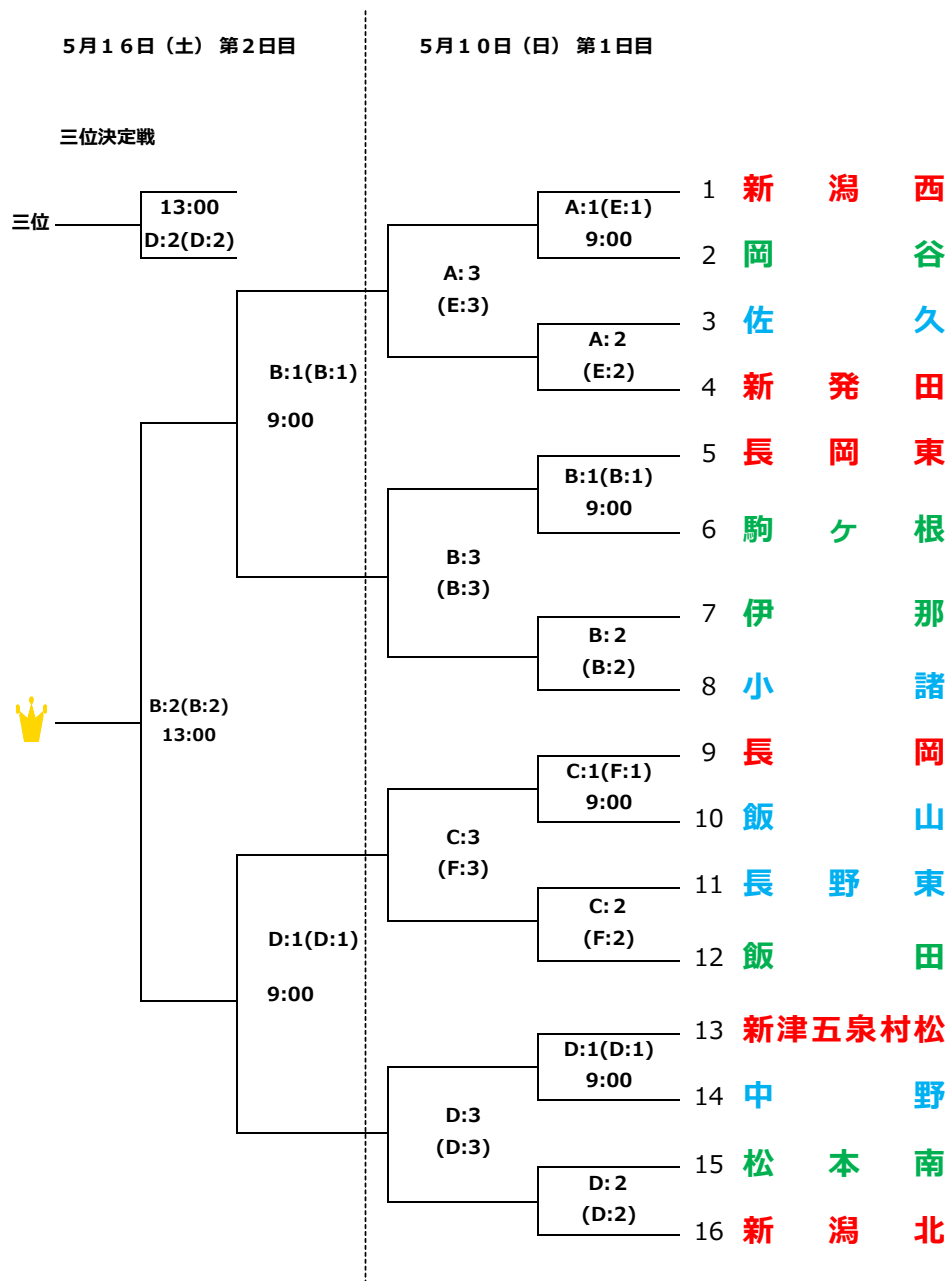 5月16日（土） 第2日目
5月10日（日） 第1日目
三位決定戦
三位
13:00
D:2(D:2)
B:1(B:1)
9:00
B:2(B:2)
13:00
D:1(D:1)
9:00
A:3
(E:3)
B:3
(B:3)
C:3
(F:3)
D:3
(D:3)
A:1(E:1)
9:00
A:2
(E:2)
B:1(B:1)
9:00
B:2
(B:2)
C:1(F:1)
9:00
C:2
(F:2)
D:1(D:1)
9:00
D:2
(D:2)
1 新潟西
2 岡谷
3 佐久
4 新発田
5 長岡東
6 駒ヶ根
7 伊那
8 小諸
9 長岡
10 飯山
11 長野東
12 飯田
13 新津五泉村松
14 中野
15 松本南
16 新潟北